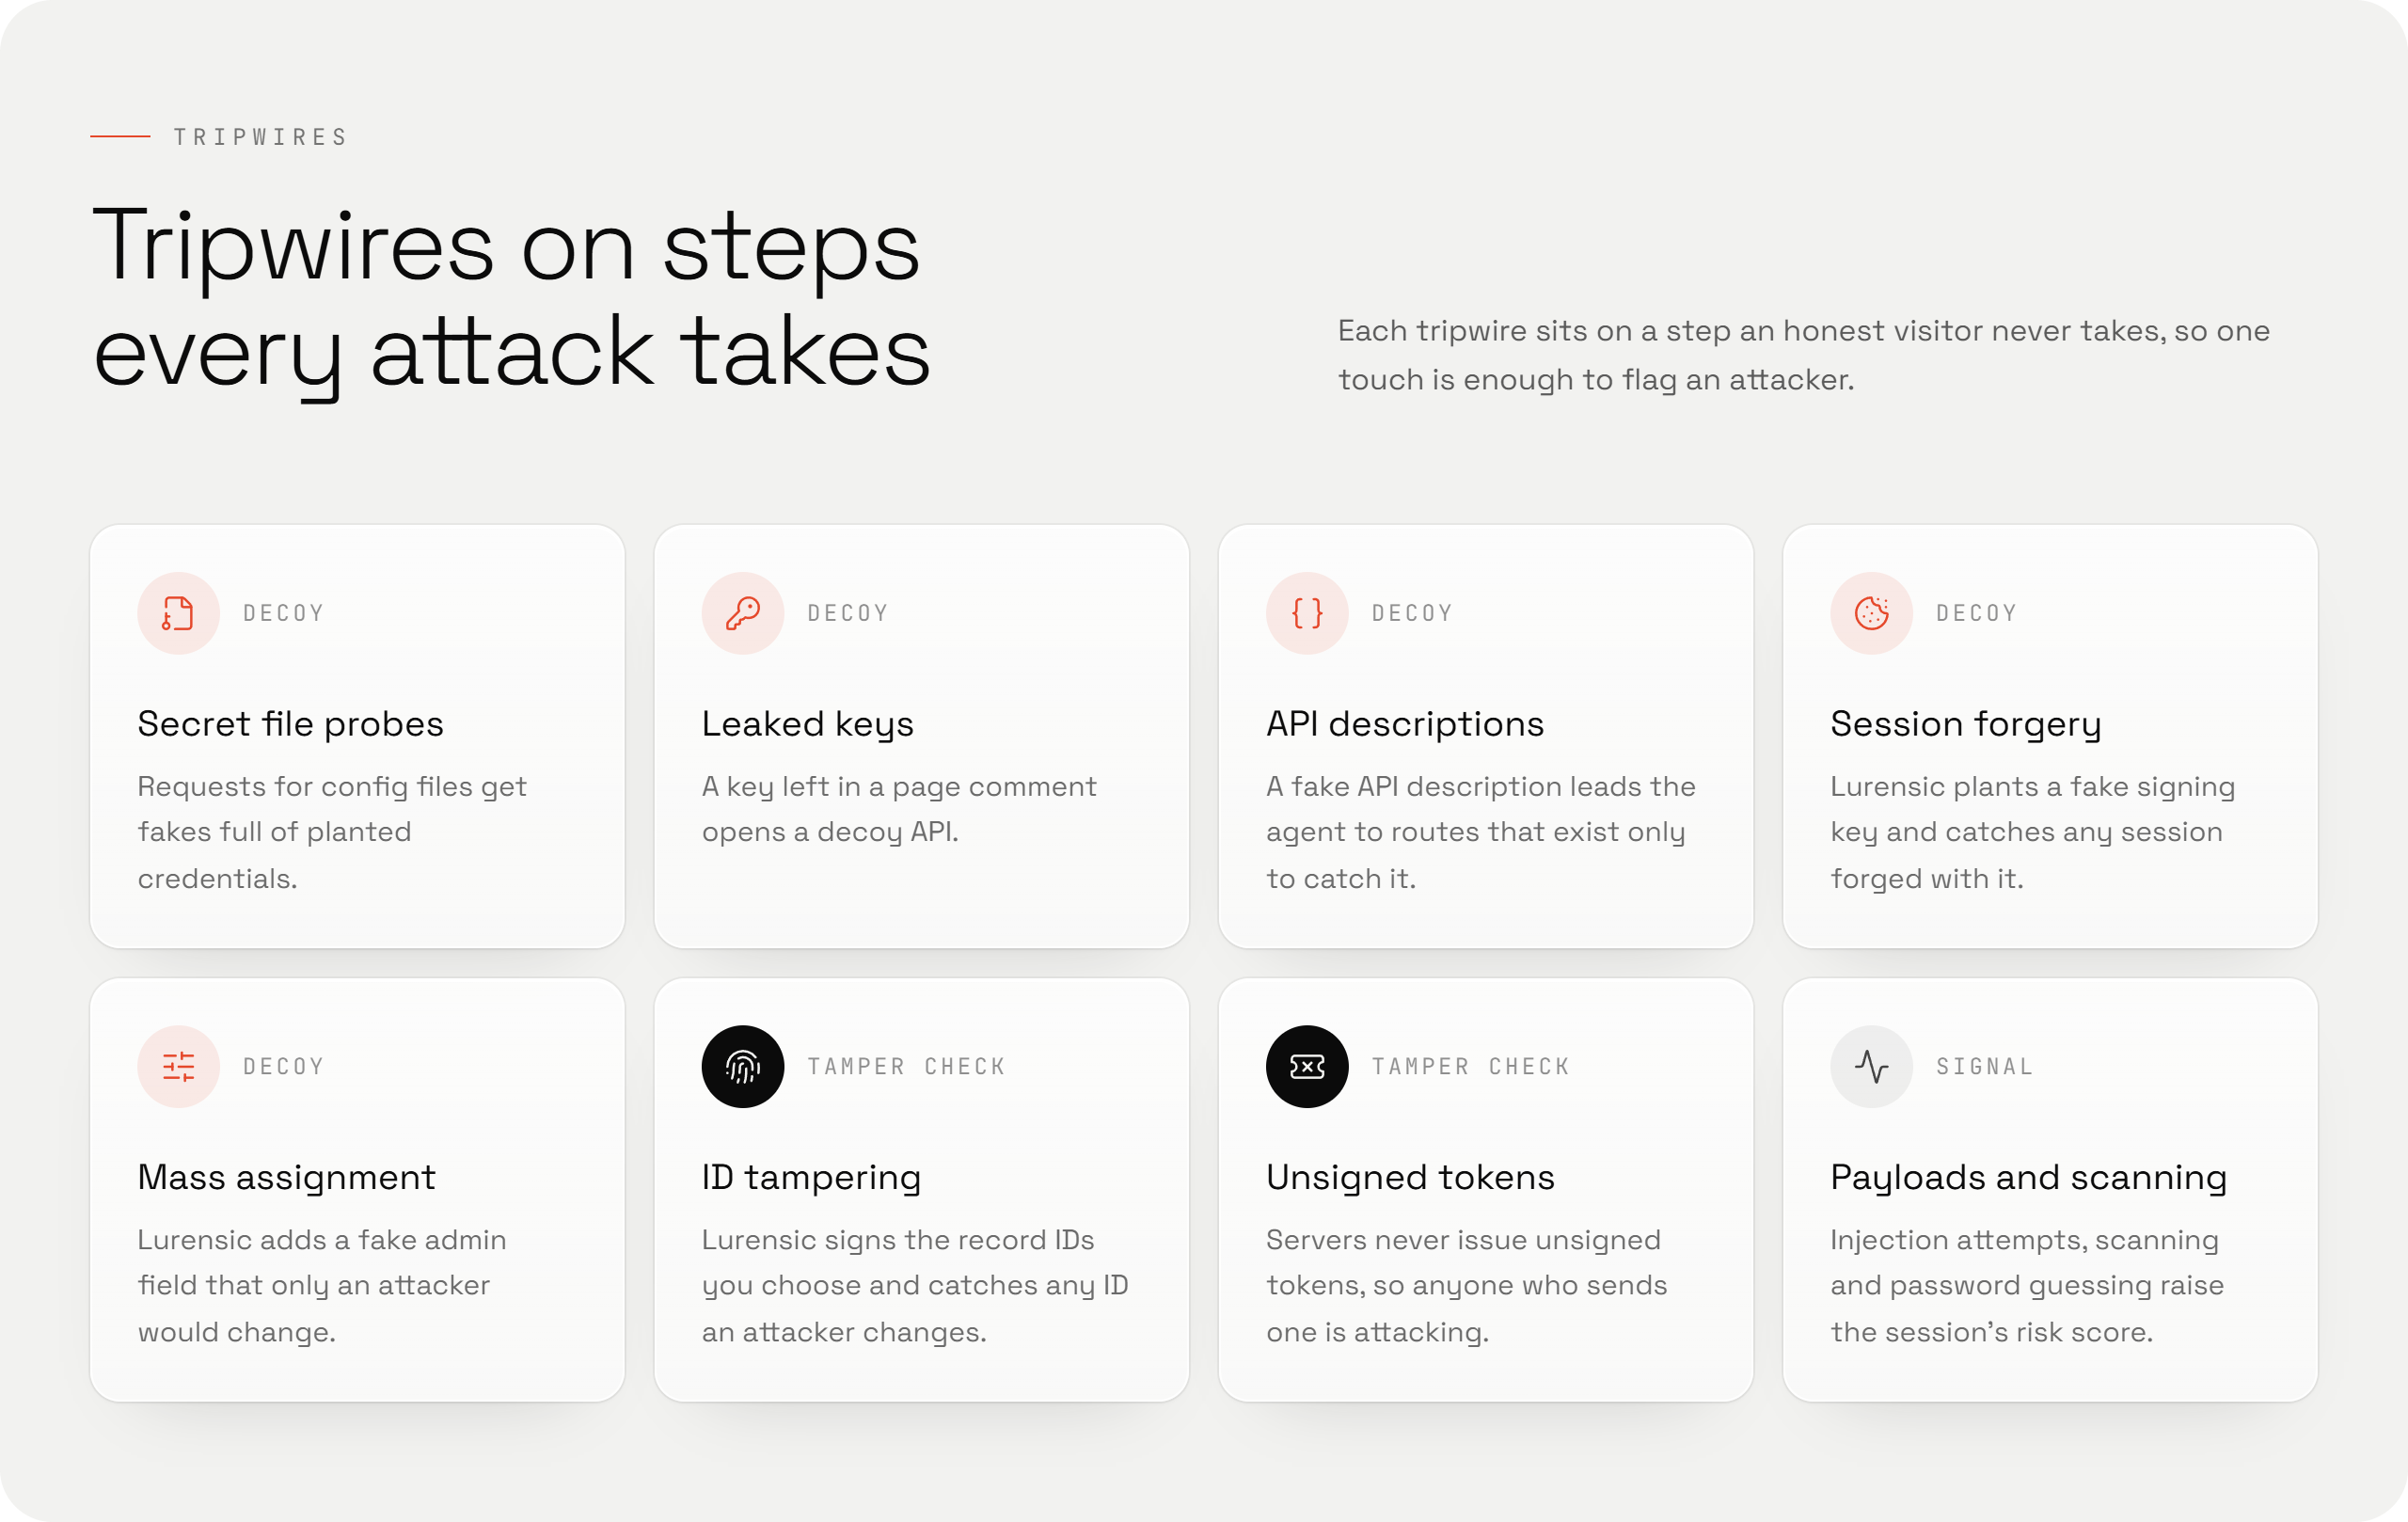 TRIPWIRES
Tripwires on steps
every attack takes
Each tripwire sits on a step an honest visitor never takes, so one
touch is enough to flag an attacker.
DECOY
Secret file probes
Requests for config files get
fakes full of planted
credentials.
DECOY
Leaked keys
A key left in a page comment
opens a decoy API.
DECOY
API descriptions
A fake API description leads the
agent to routes that exist only
to catch it.
DECOY
Session forgery
Lurensic plants a fake signing
key and catches any session
forged with it.
DECOY
Mass assignment
Lurensic adds a fake admin
field that only an attacker
would change.
TAMPER CHECK
ID tampering
Lurensic signs the record IDs
you choose and catches any ID
an attacker changes.
TAMPER CHECK
Unsigned tokens
Servers never issue unsigned
tokens, so anyone who sends
one is attacking.
SIGNAL
Payloads and scanning
Injection attempts, scanning
and password guessing raise
the session’s risk score.